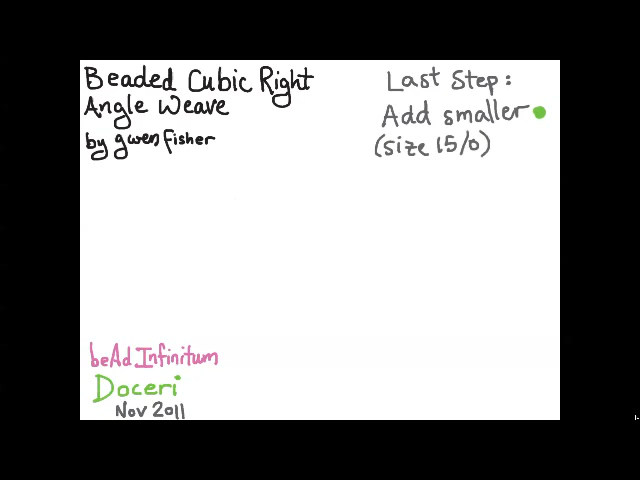 Beaded Cubic Right
Angle Weave
by gwen fisher
Last Step:
Add smaller
(size 15/0)
beAd Infinitum
Doceri
Nov 2011